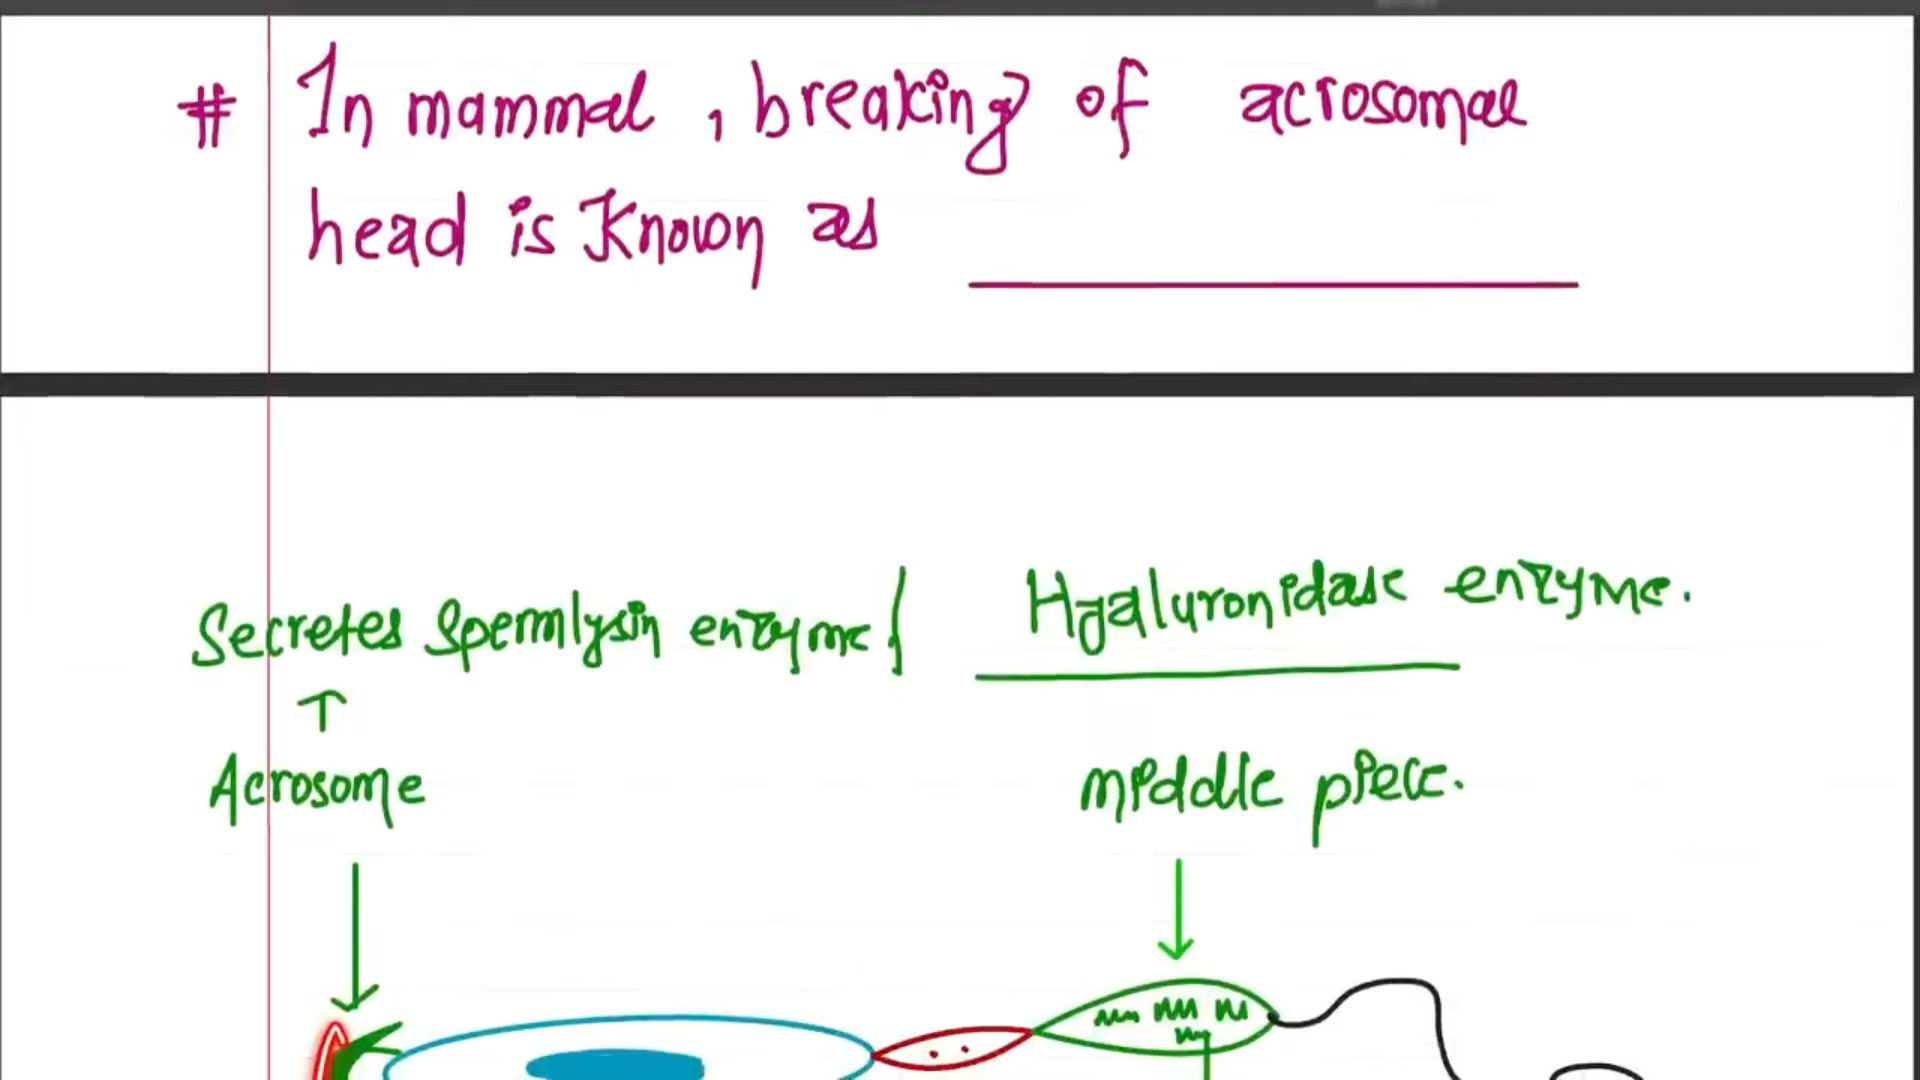 # In mammal, breaking of acrosomal
head is known as
Secretes Spermlysin enzyme / Hyaluronidase enzyme.
Acrosome
middle piece.